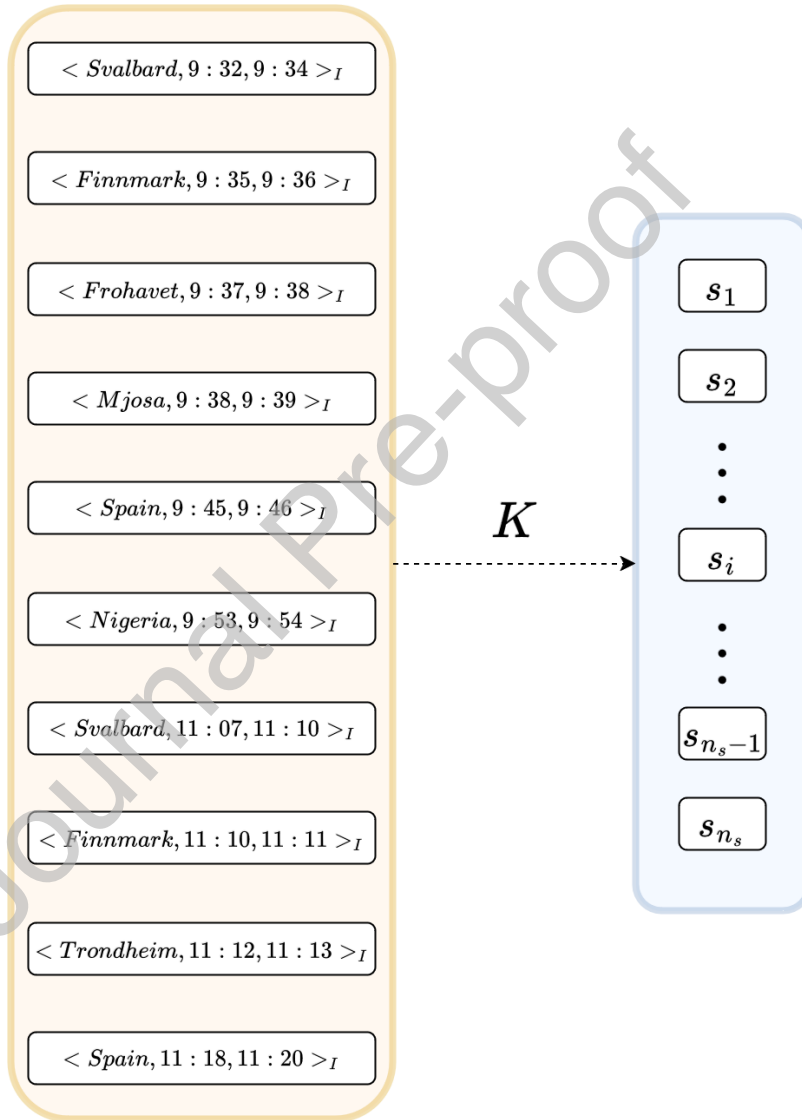 < Svalbard, 9 : 32, 9 : 34 >_I
< Finnmark, 9 : 35, 9 : 36 >_I
< Frohavet, 9 : 37, 9 : 38 >_I
< Mjosa, 9 : 38, 9 : 39 >_I
< Spain, 9 : 45, 9 : 46 >_I
< Nigeria, 9 : 53, 9 : 54 >_I
< Svalbard, 11 : 07, 11 : 10 >_I
< Finnmark, 11 : 10, 11 : 11 >_I
< Trondheim, 11 : 12, 11 : 13 >_I
< Spain, 11 : 18, 11 : 20 >_I
K
s_1
s_2
s_i
s_{n_s-1}
s_{n_s}
Journal Pre-proof